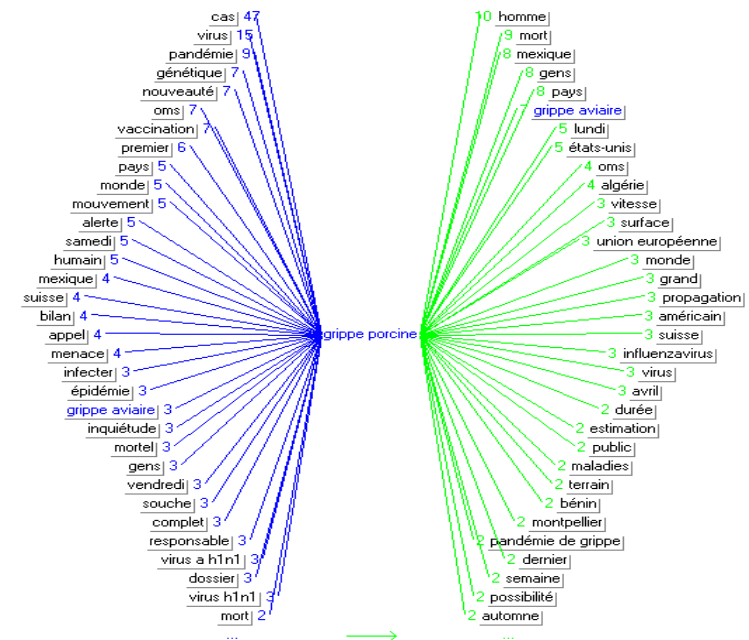 cas 47
virus 15
pandémie 9
génétique 7
nouveauté 7
oms 7
vaccination 7
premier 6
pays 5
monde 5
mouvement 5
alerte 5
samedi 5
humain 5
mexique 4
suisse 4
bilan 4
appel 4
menace 4
infecter 3
épidémie 3
grippe aviaire 3
inquiétude 3
mortel 3
gens 3
vendredi 3
souche 3
complet 3
responsable 3
virus a h1n1 3
dossier 3
virus h1n1 3
mort 2
...
grippe porcine
10 homme
9 mort
8 mexique
8 gens
8 pays
7 grippe aviaire
5 lundi
5 états-unis
4 oms
4 algérie
3 vitesse
3 surface
3 union européenne
3 monde
3 grand
3 propagation
3 américain
3 suisse
3 influenzavirus
3 virus
3 avril
2 durée
2 estimation
2 public
2 maladies
2 terrain
2 bénin
2 montpellier
2 pandémie de grippe
2 dernier
2 semaine
2 possibilité
2 automne
...